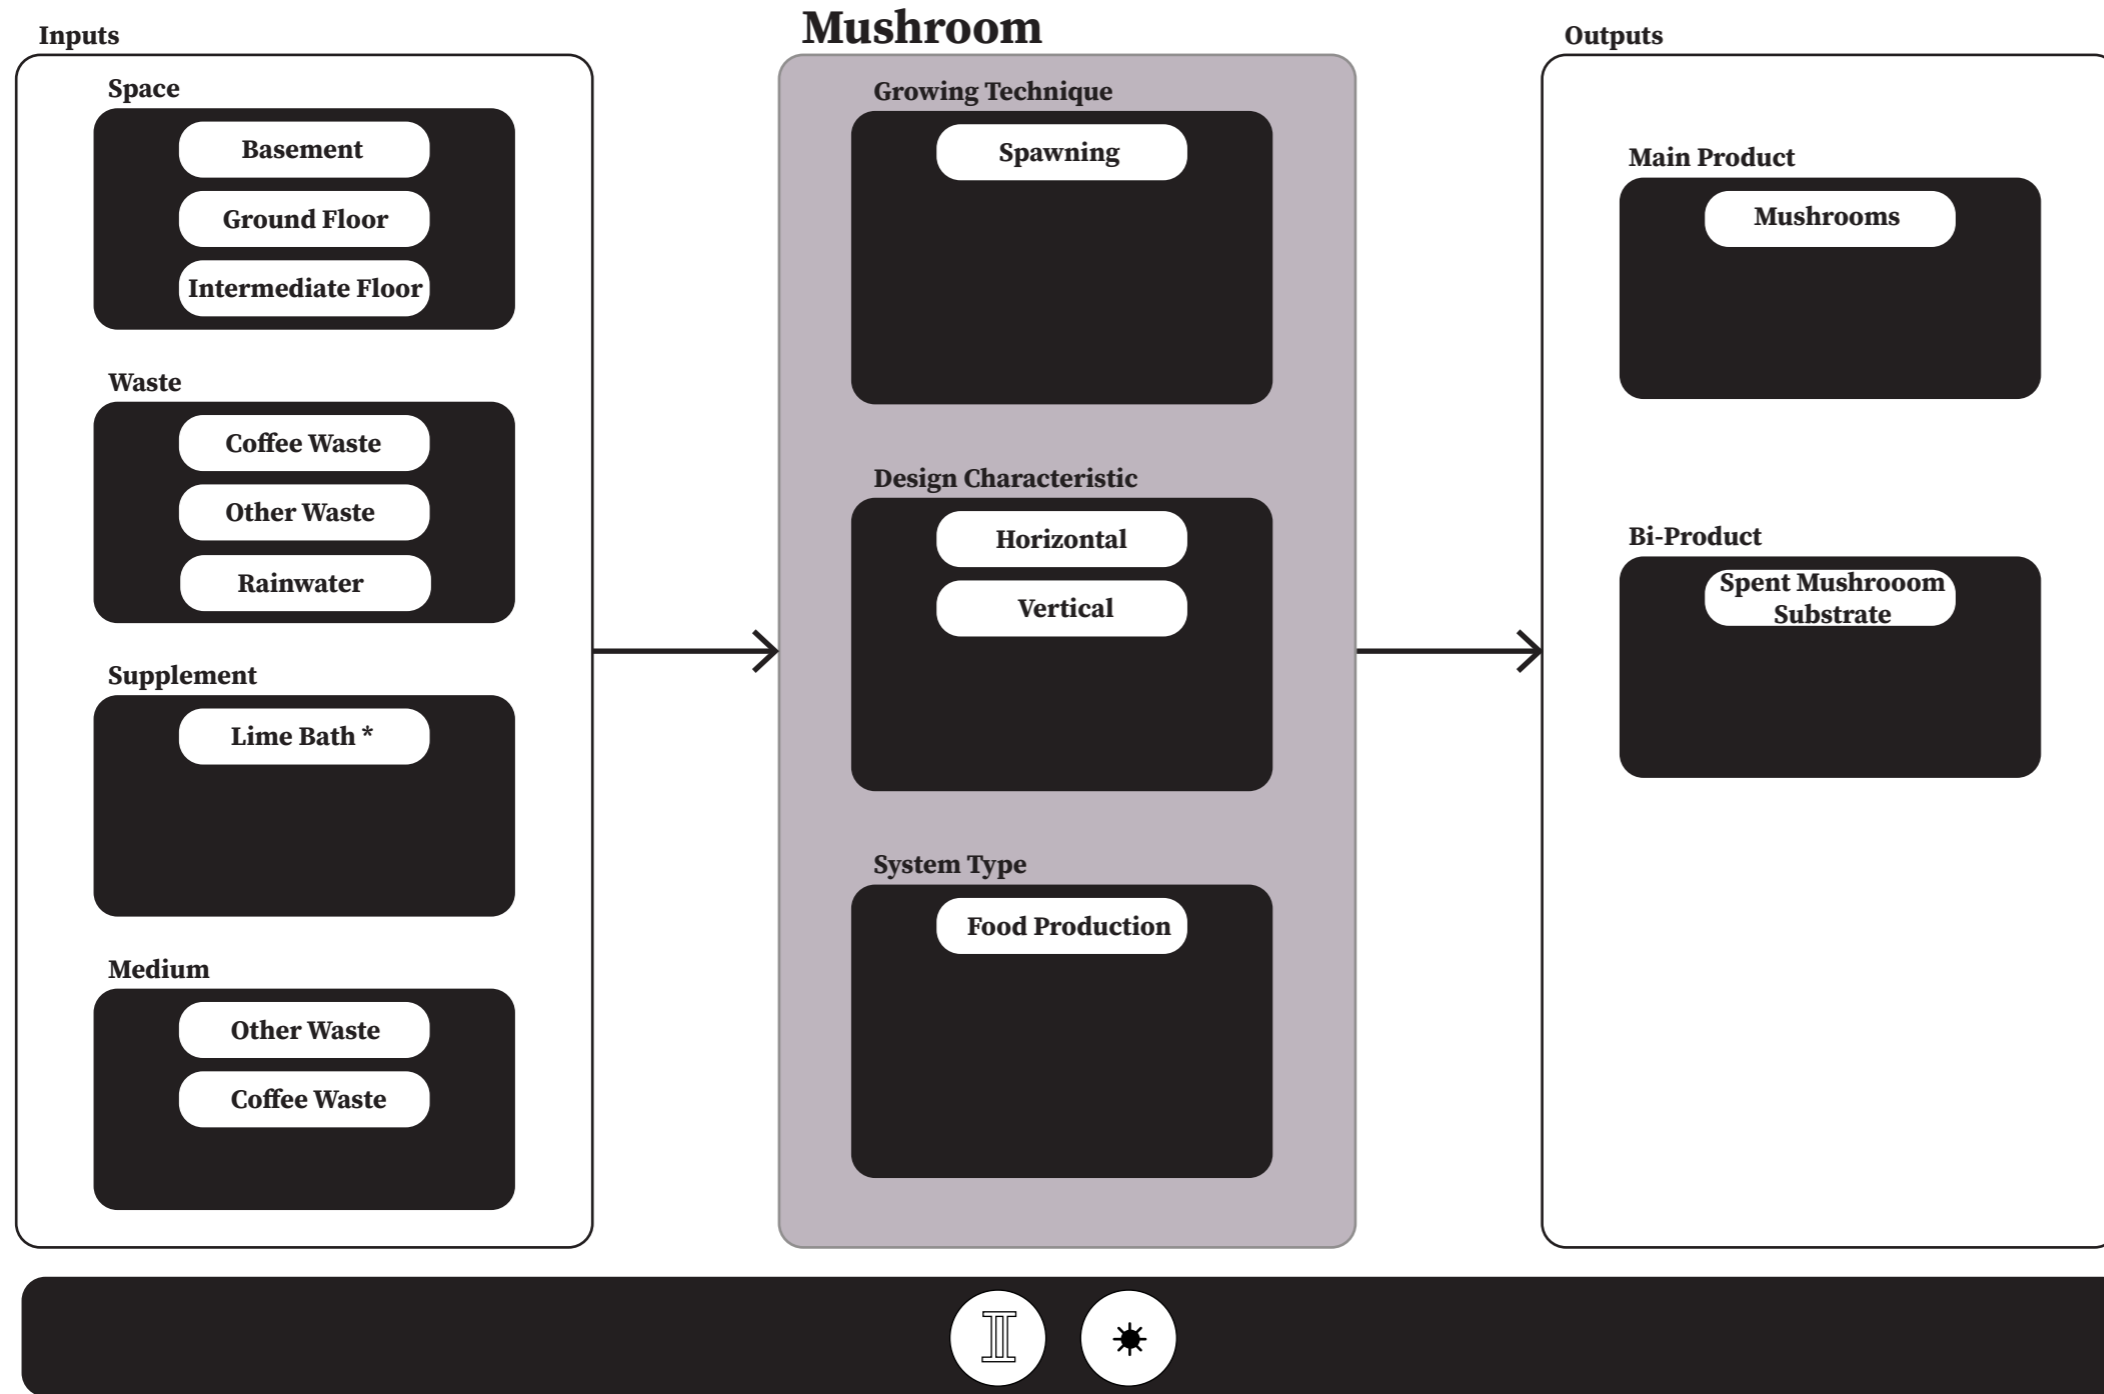 Inputs
Space
Basement
Ground Floor
Intermediate Floor
Waste
Coffee Waste
Other Waste
Rainwater
Supplement
Lime Bath *
Medium
Other Waste
Coffee Waste
Mushroom
Growing Technique
Spawning
Design Characteristic
Horizontal
Vertical
System Type
Food Production
Outputs
Main Product
Mushrooms
Bi-Product
Spent Mushrooom
Substrate